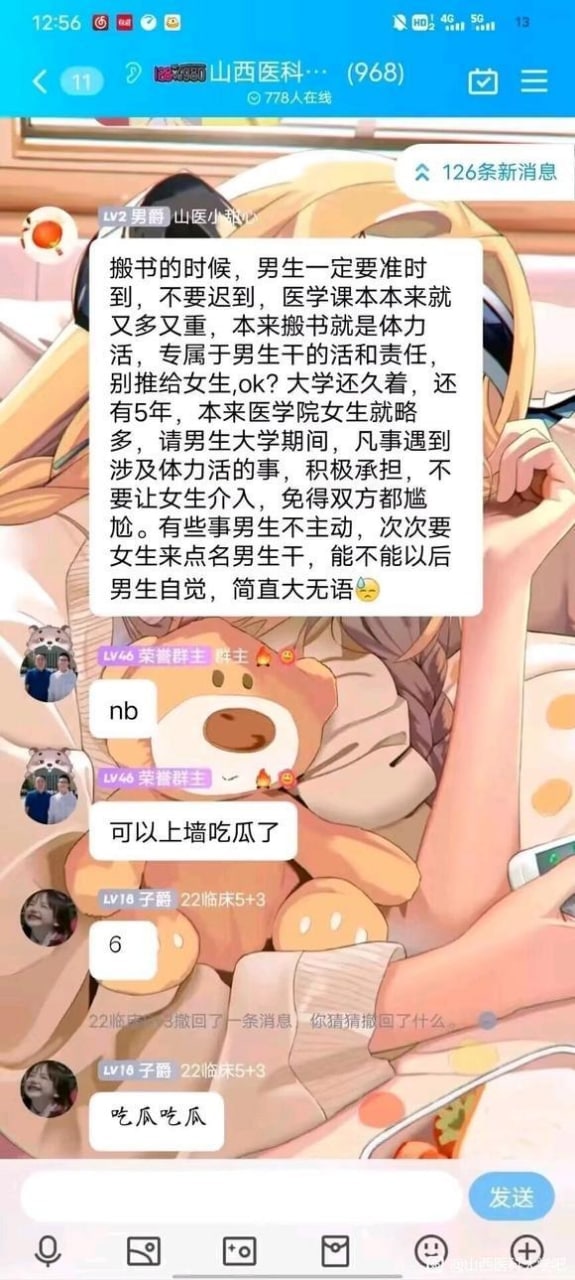 12:56
HD 2
4G
5G
13
11
山西医科… (968)
778人在线
126条新消息
LV2 男爵 山医小甜心
搬书的时候，男生一定要准时
到，不要迟到，医学课本本来就
又多又重，本来搬书就是体力
活，专属于男生干的活和责任，
别推给女生,ok? 大学还久着，还
有5年，本来医学院女生就略
多，请男生大学期间，凡事遇到
涉及体力活的事，积极承担，不
要让女生介入，免得双方都尴
尬。有些事男生不主动，次次要
女生来点名男生干，能不能以后
男生自觉，简直大无语😓
LV46 荣誉群主 群主
nb
LV46 荣誉群主
可以上墙吃瓜了
LV18 子爵 22临床5+3
6
22临床5+3撤回了一条消息，你猜猜撤回了什么。
LV18 子爵 22临床5+3
吃瓜吃瓜
发送